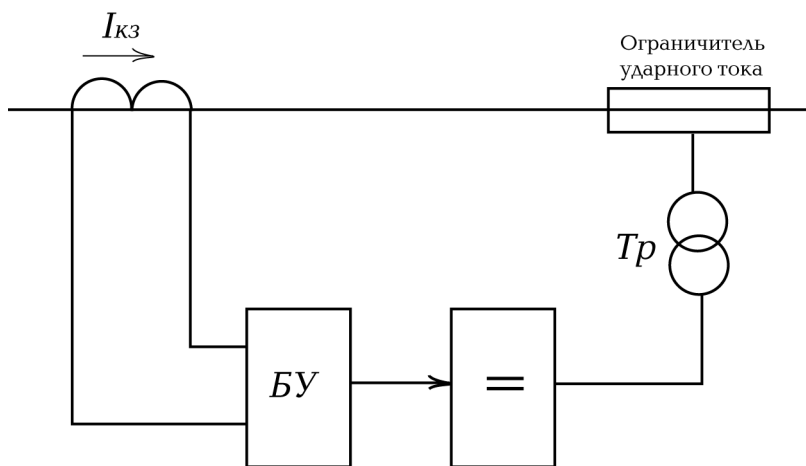 Iкз
Ограничитель
ударного тока
Тр
БУ
=